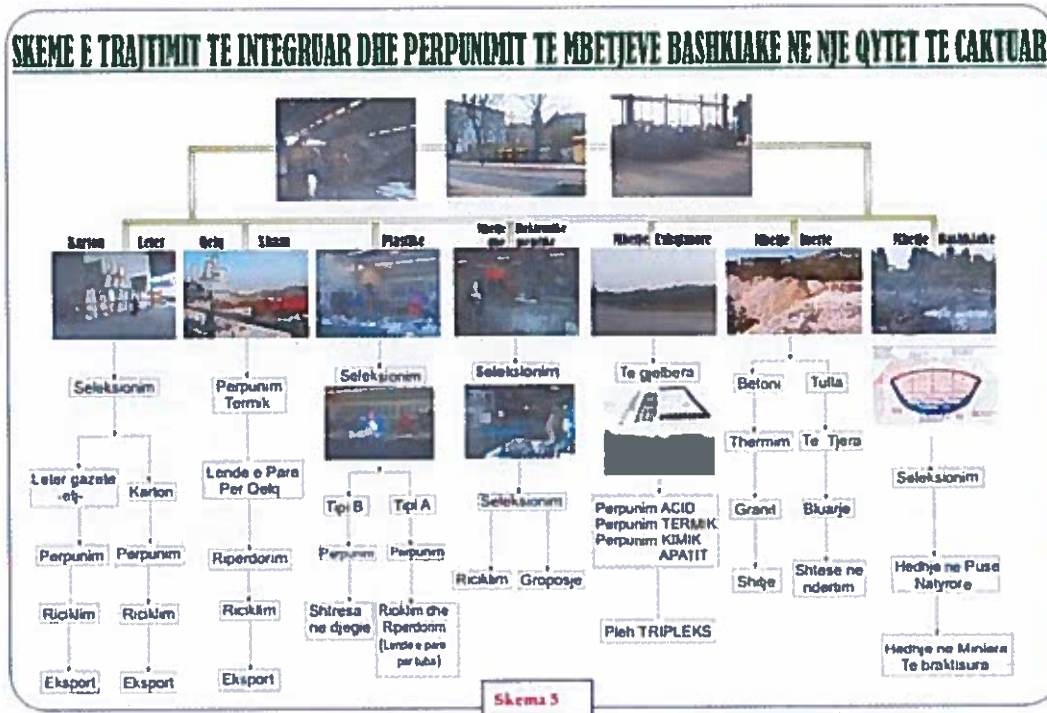 SKEME E TRAJTIMIT TE INTEGRUAR DHE PERPUNIMIT TE MBETJEVE BASHKIAKE NE NJE QYTET TE CAKTUAR
Karton Leter
Qelq
Plastike
Mbetje Elektronike
Mbetje
Mbetje Inerte
Mbetje Bashkiake
Seleksionim
Leter gazete
-etj-
Karton
Perpunim
Perpunim
Riciklim
Riciklim
Eksport
Eksport
Perpunim
Termik
Lende e Pare
Per Qelq
Riperdorim
Riciklim
Eksport
Seleksionim
Tipi B
Tipi A
Perpunim
Perpunim
Shtresa
ne djegie
Riciklim dhe
Riperdorim
(Lende e pare
per tuba)
Seleksionim
Seleksionim
Riciklim
Groposje
Te gjelbera
Perpunim ACID
Perpunim TERMIK
Perpunim KIMIK
APATIT
Pleh TRIPLEKS
Betoni
Tulla
Thermim
Te Tjera
Granil
Bluarje
Shitje
Shtese ne
ndertim
Seleksionim
Hedhje ne Puse
Natyrore
Hedhje ne Miniera
Te braktisura
Skema 5